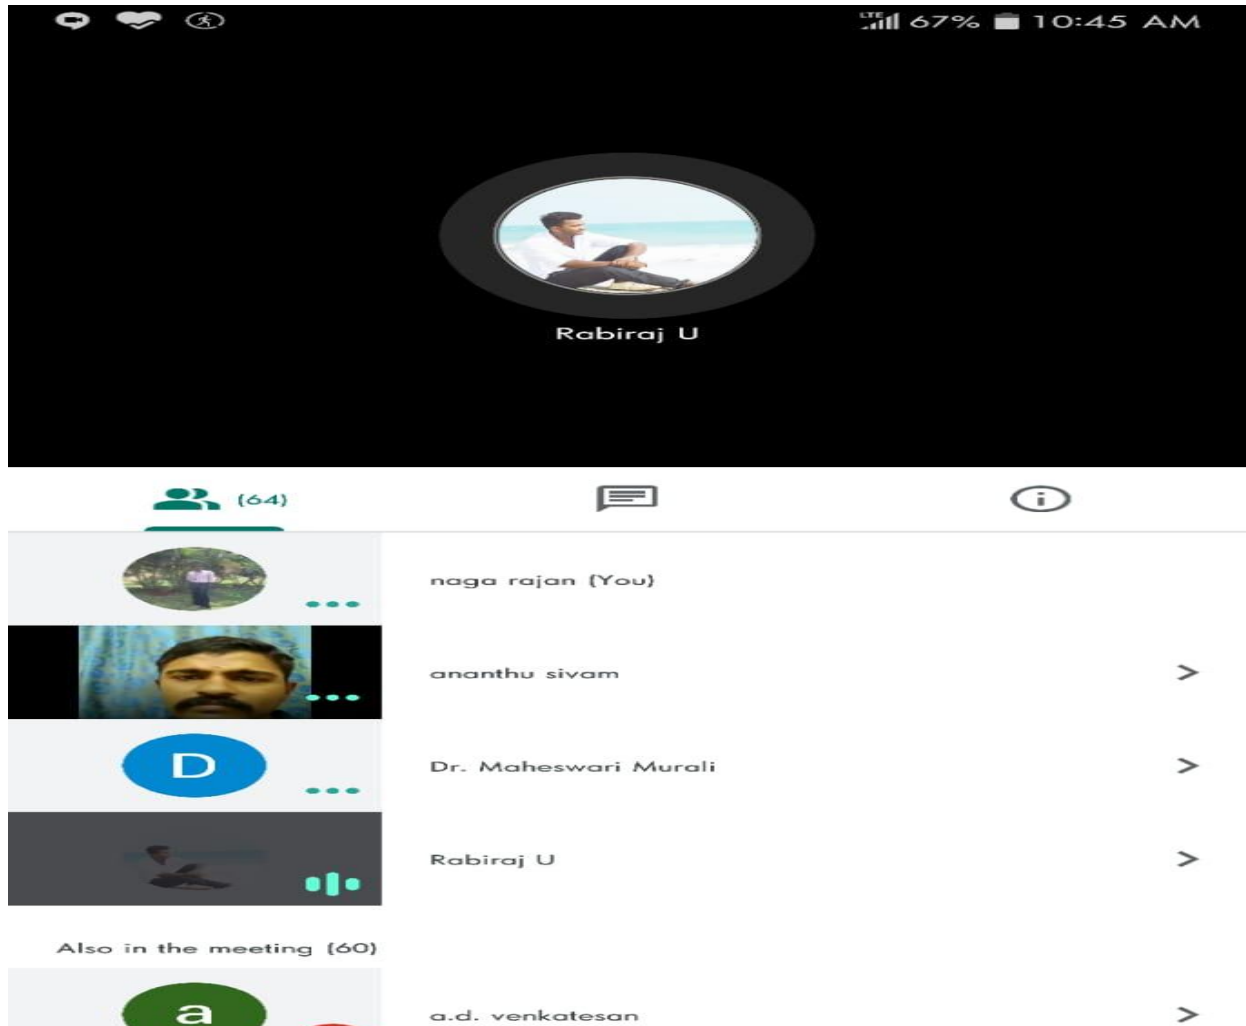 LTE 67% 10:45 AM
Rabiraj U
(64)
naga rajan (You)
ananthu sivam
D
Dr. Maheswari Murali
Rabiraj U
Also in the meeting (60)
a
a.d. venkatesan